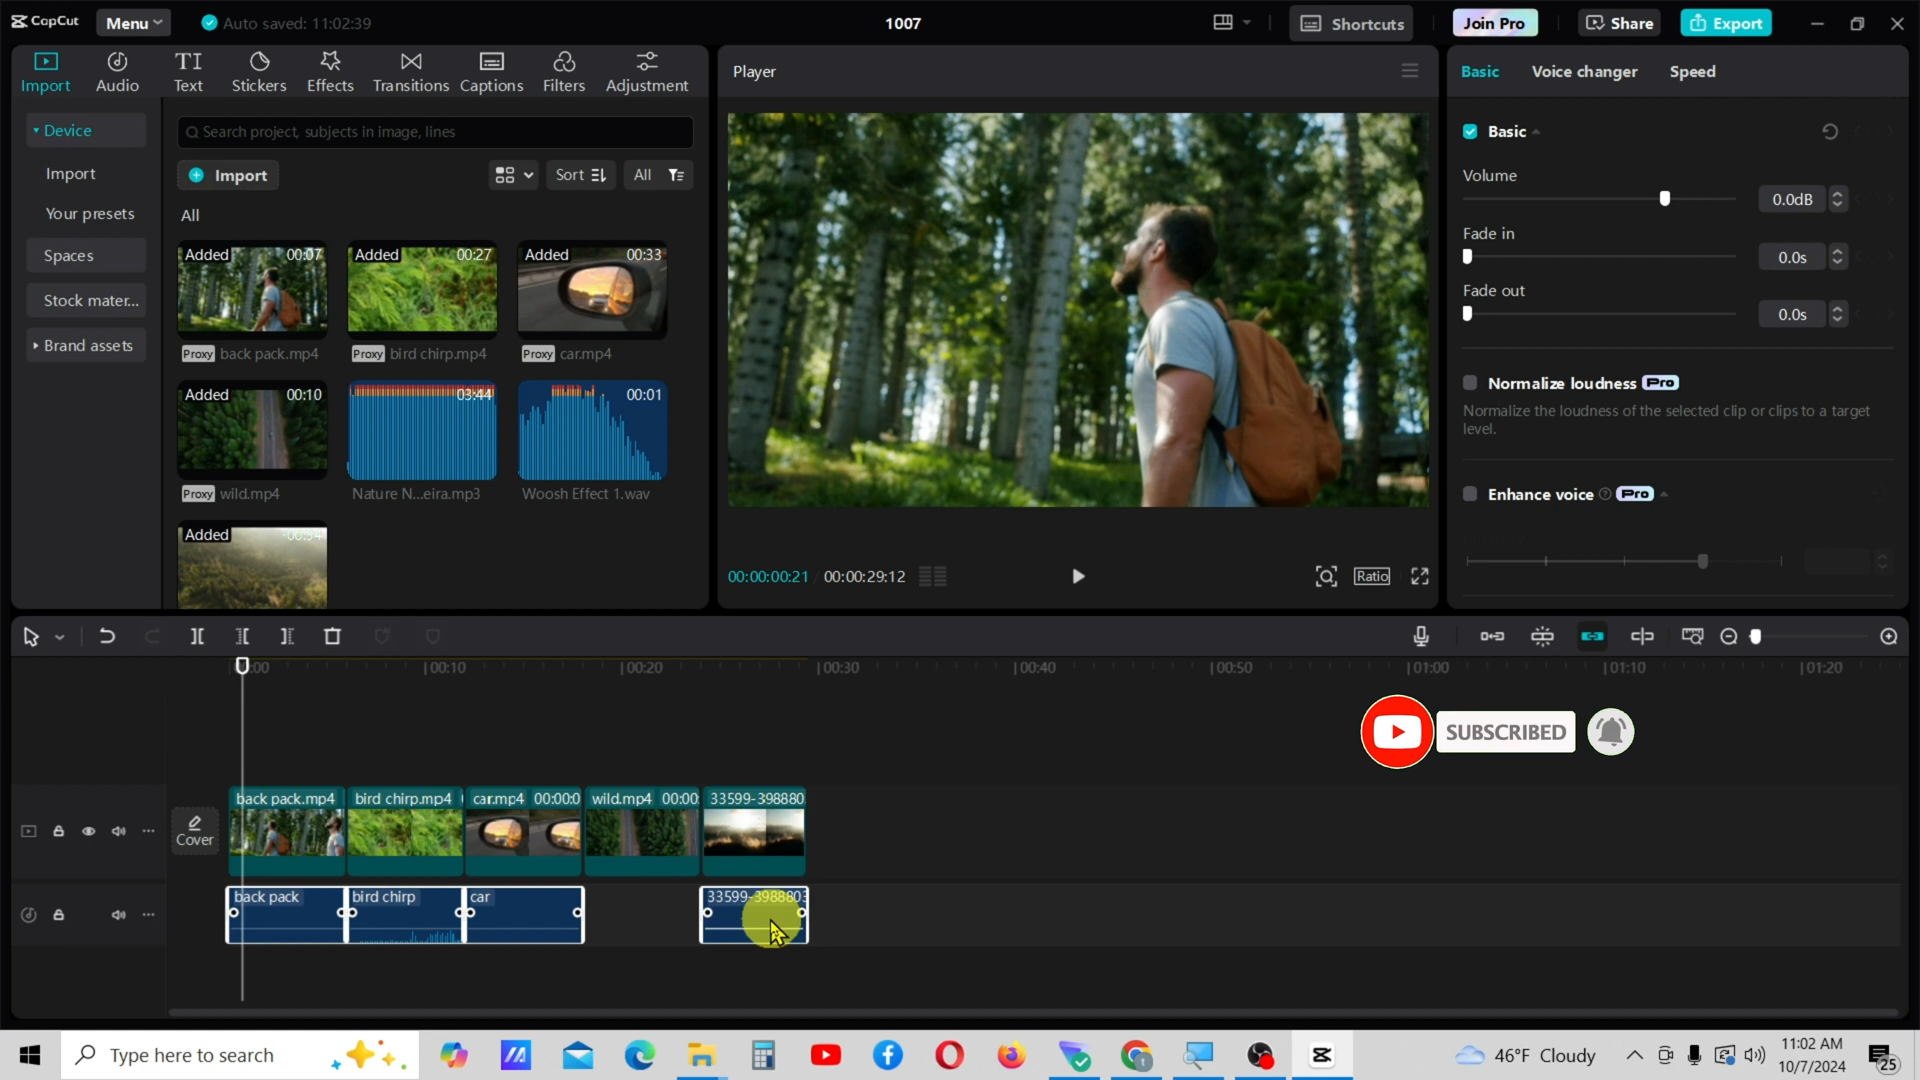 CapCut
Menu
Auto saved: 11:02:39
1007
Shortcuts
Join Pro
Share
Export
Import
Audio
Text
Stickers
Effects
Transitions
Captions
Filters
Adjustment
Player
Basic
Voice changer
Speed
Device
Import
Your presets
Spaces
Stock mater...
Brand assets
Search project, subjects in image, lines
Import
Sort
All
All
Added 00:07
Added 00:27
Added 00:33
Proxy back pack.mp4
Proxy bird chirp.mp4
Proxy car.mp4
Added 00:10
03:44
00:01
Proxy wild.mp4
Nature N...eira.mp3
Woosh Effect 1.wav
Added
00:00:00:21
00:00:29:12
Ratio
Basic
Volume
0.0dB
Fade in
0.0s
Fade out
0.0s
Normalize loudness Pro
Normalize the loudness of the selected clip or clips to a target
level.
Enhance voice Pro
00:10
00:20
00:30
00:40
00:50
01:00
01:10
01:20
SUBSCRIBED
Cover
back pack.mp4
bird chirp.mp4
car.mp4 00:00:0
wild.mp4 00:00:
33599-398880
back pack
bird chirp
car
33599-3988803
Type here to search
46°F Cloudy
11:02 AM
10/7/2024
25